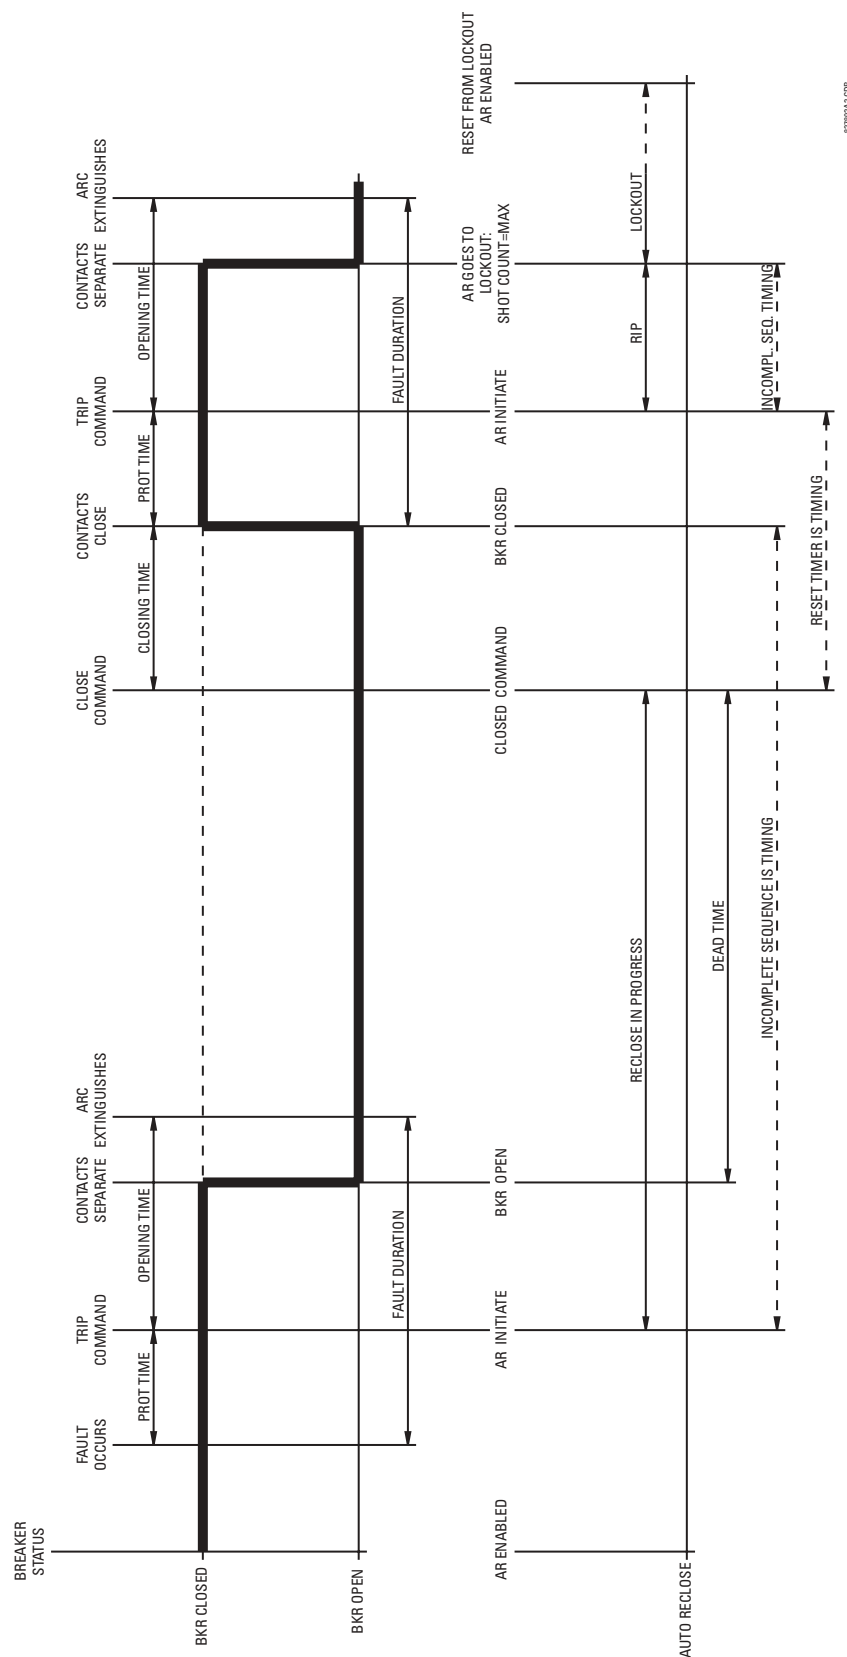 BREAKER
STATUS
BKR CLOSED
BKR OPEN
FAULT
OCCURS
PROT TIME
TRIP
COMMAND
OPENING TIME
CONTACTS
SEPARATE
ARC
EXTINGUISHES
FAULT DURATION
CLOSE
COMMAND
CLOSING TIME
CONTACTS
CLOSE
PROT TIME
TRIP
COMMAND
OPENING TIME
CONTACTS
SEPARATE
ARC
EXTINGUISHES
FAULT DURATION
AR ENABLED
AR INITIATE
BKR OPEN
CLOSED COMMAND
BKR CLOSED
AR INITIATE
AR GOES TO
LOCKOUT:
SHOT COUNT=MAX
RESET FROM LOCKOUT
AR ENABLED
RECLOSE IN PROGRESS
RIP
LOCKOUT
AUTO RECLOSE
DEAD TIME
INCOMPLETE SEQUENCE IS TIMING
INCOMPL. SEQ. TIMING
RESET TIMER IS TIMING